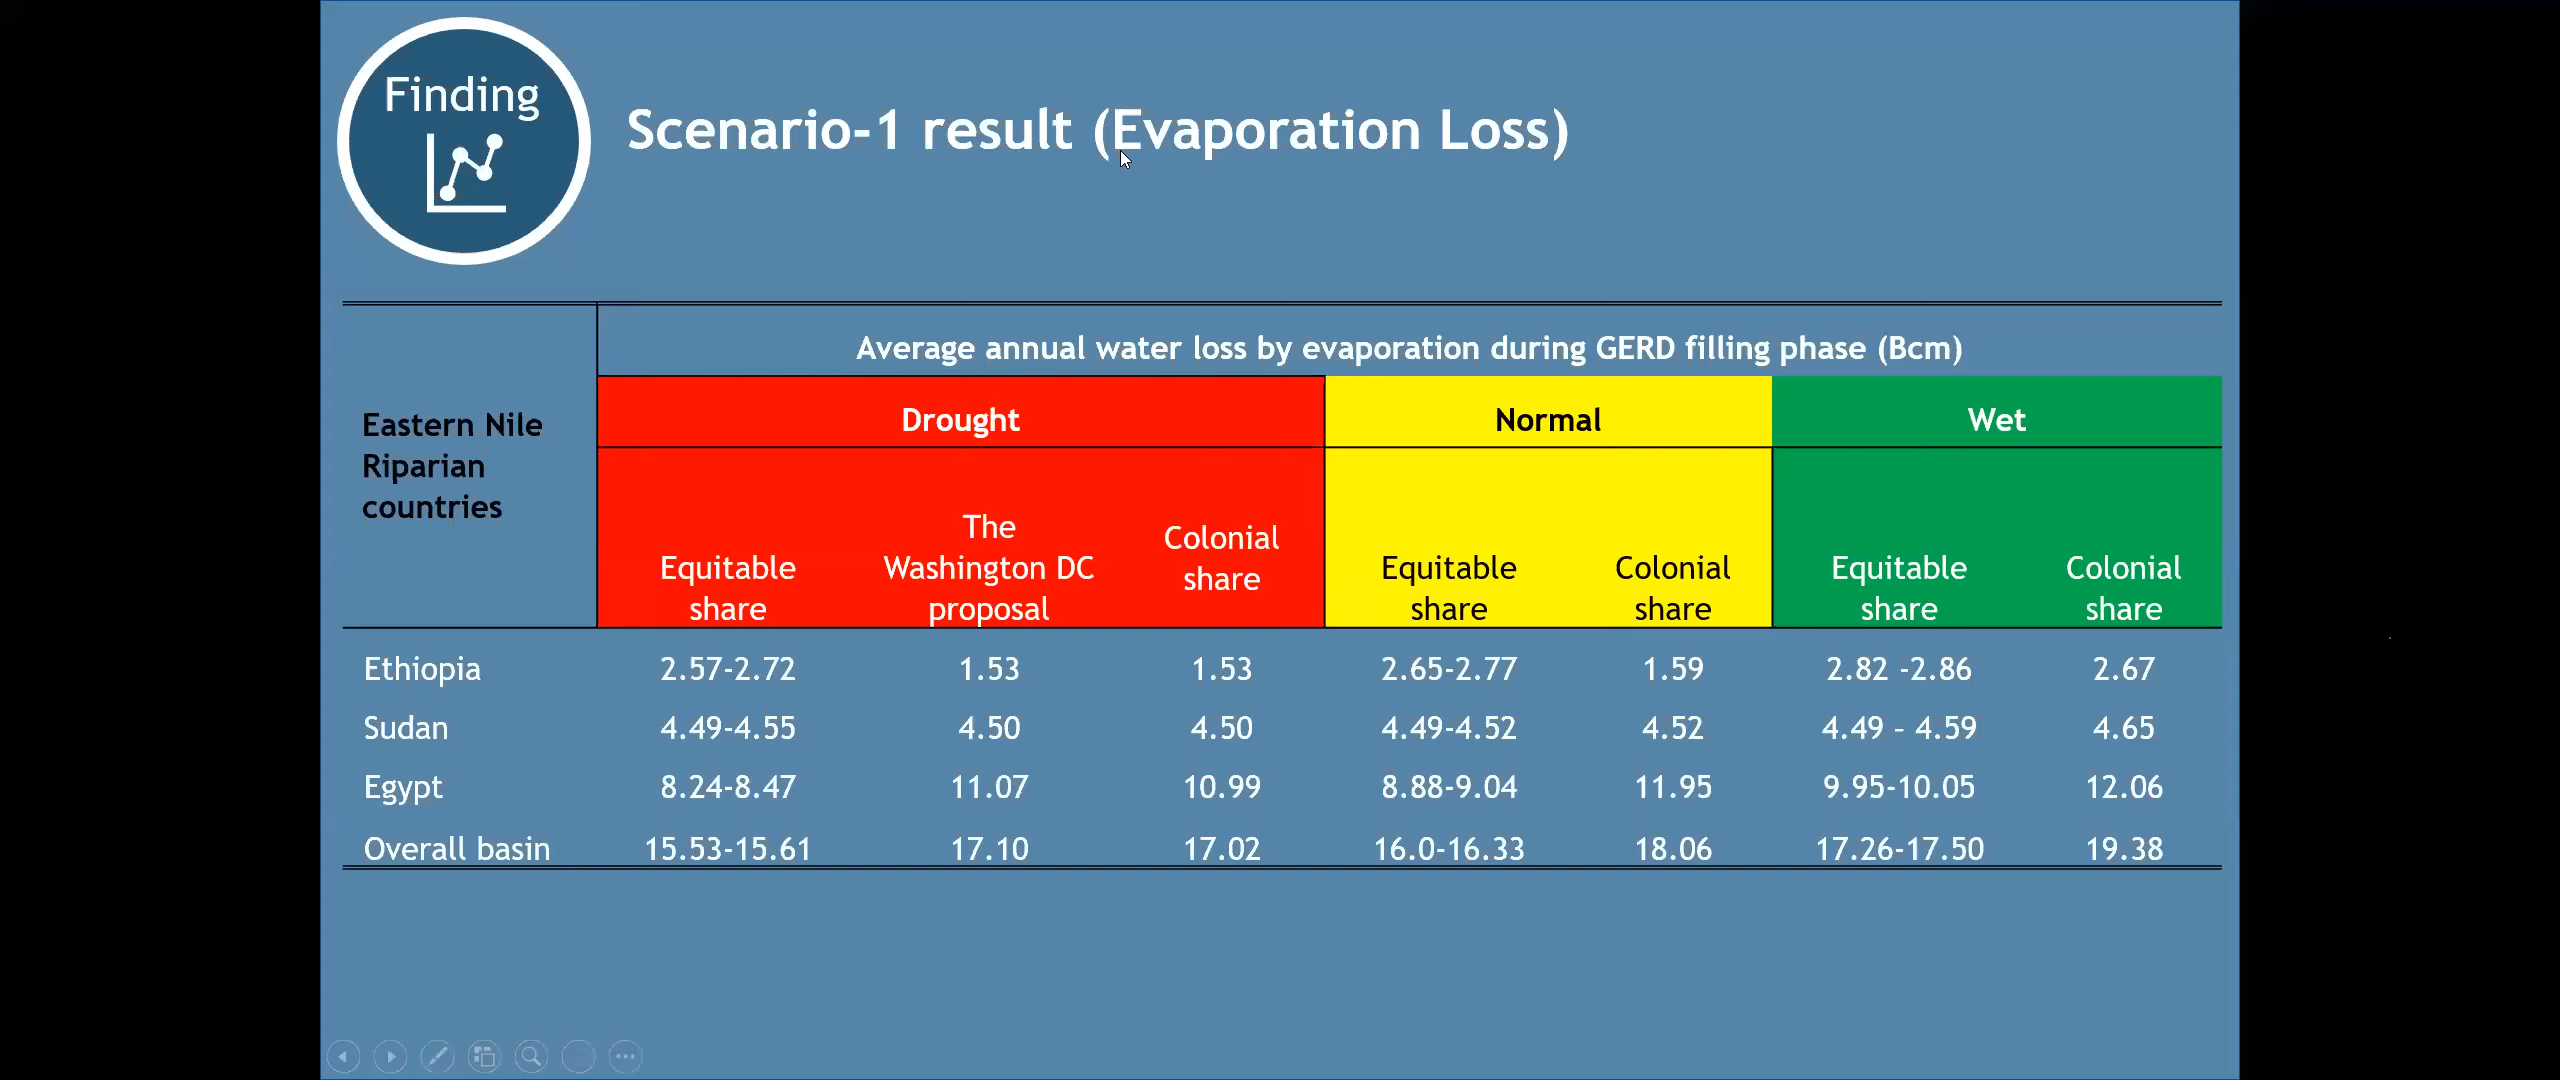 Finding
Scenario-1 result (Evaporation Loss)
Average annual water loss by evaporation during GERD filling phase (Bcm)
Eastern Nile
Riparian
countries
Drought
Normal
Wet
Equitable
share
The
Washington DC
proposal
Colonial
share
Equitable
share
Colonial
share
Equitable
share
Colonial
share
Ethiopia 2.57-2.72 1.53 1.53 2.65-2.77 1.59 2.82 -2.86 2.67
Sudan 4.49-4.55 4.50 4.50 4.49-4.52 4.52 4.49 – 4.59 4.65
Egypt 8.24-8.47 11.07 10.99 8.88-9.04 11.95 9.95-10.05 12.06
Overall basin 15.53-15.61 17.10 17.02 16.0-16.33 18.06 17.26-17.50 19.38